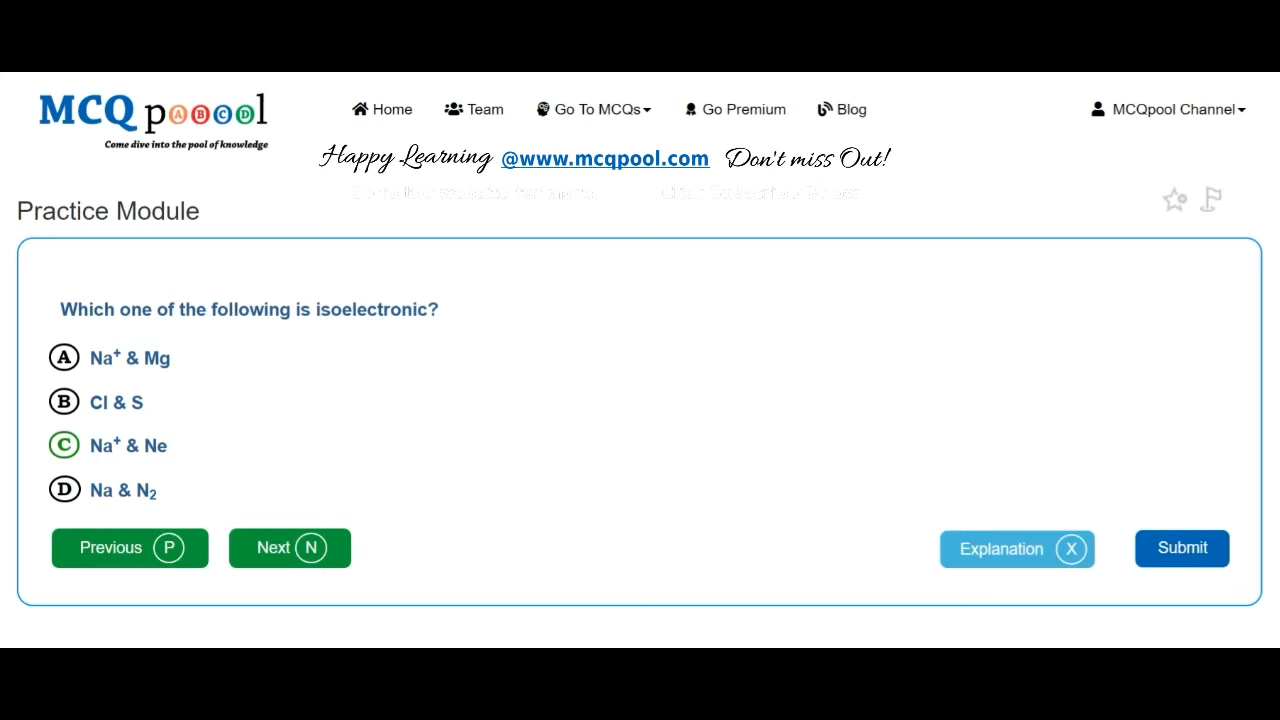 MCQ pool
Come dive into the pool of knowledge
Home Team Go To MCQs Go Premium Blog MCQpool Channel
Happy Learning @www.mcqpool.com Don't miss Out!
Practice Module
Which one of the following is isoelectronic?
A Na⁺ & Mg
B Cl & S
C Na⁺ & Ne
D Na & N₂
Previous P Next N Explanation X Submit